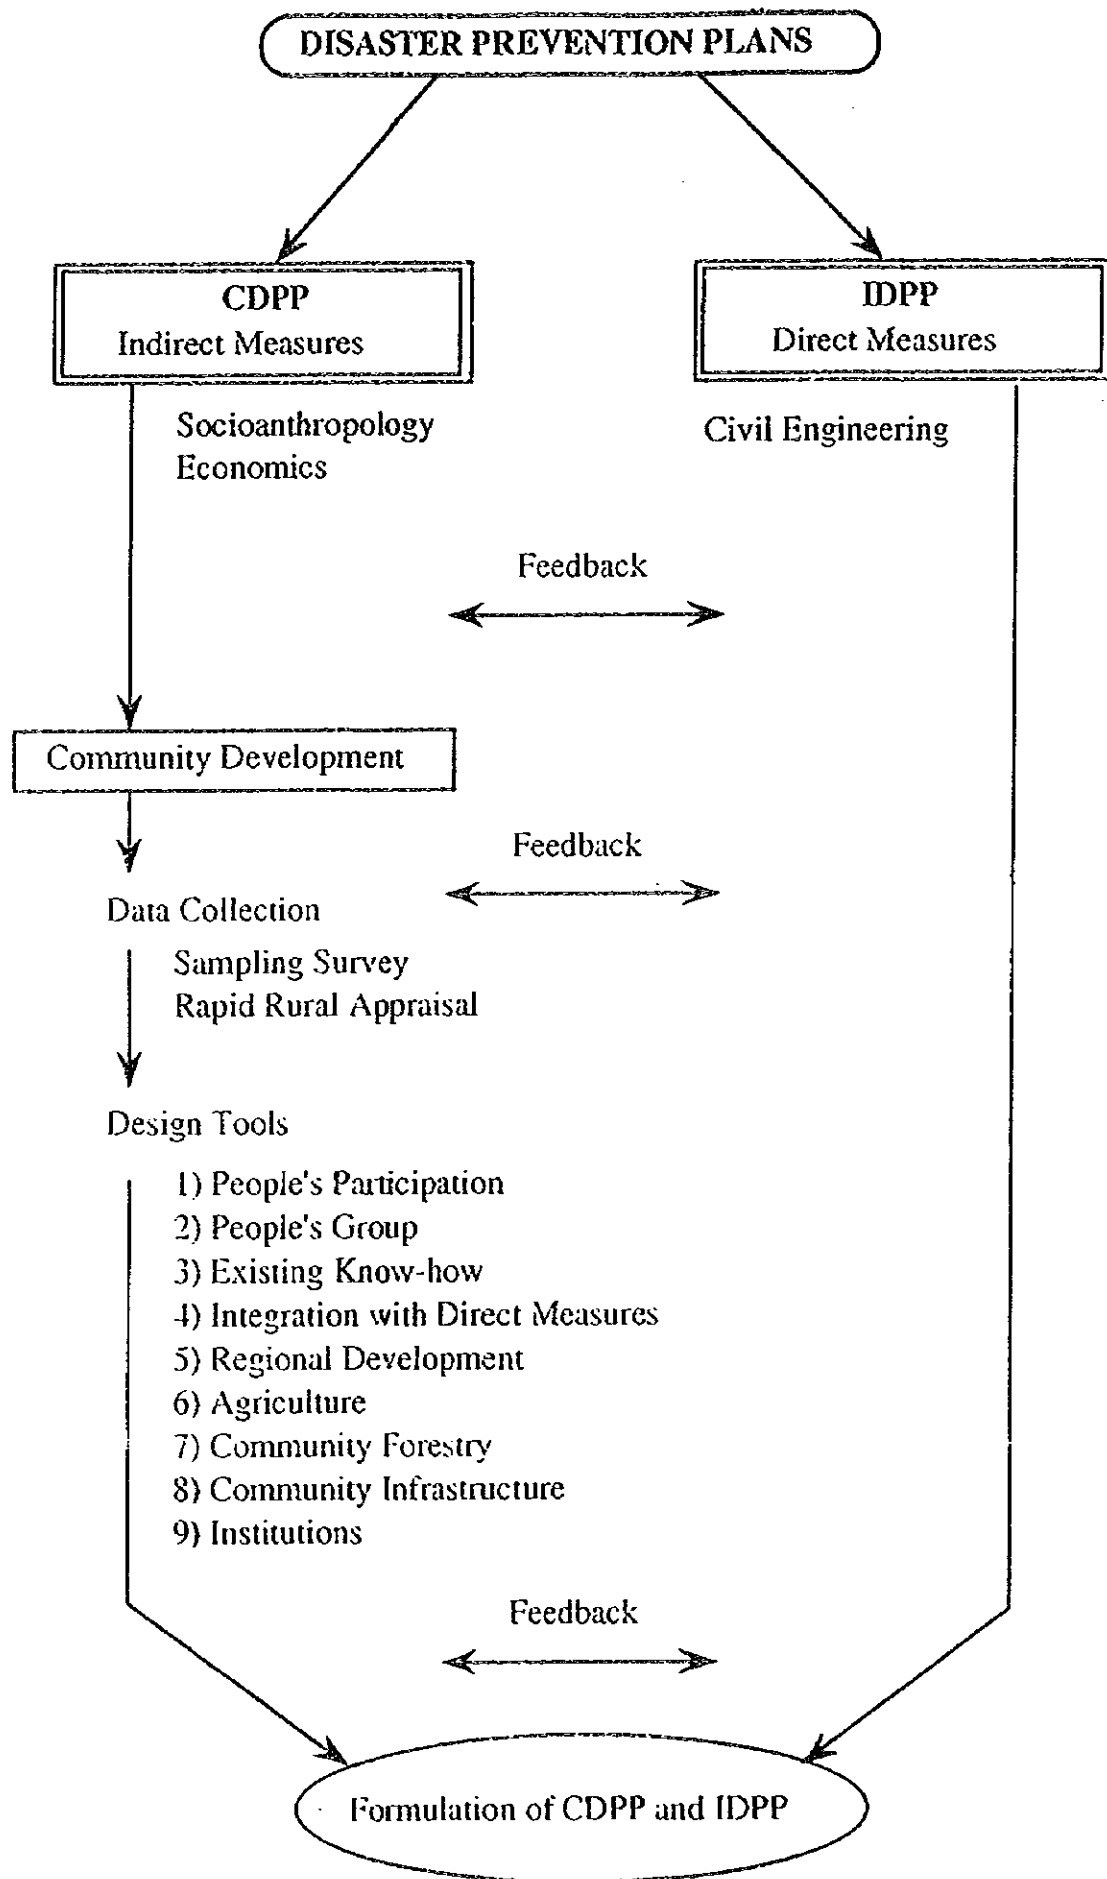 DISASTER PREVENTION PLANS
CDPP
Indirect Measures
IDPP
Direct Measures
Socioanthropology
Economics
Civil Engineering
Feedback
Community Development
Feedback
Data Collection
Sampling Survey
Rapid Rural Appraisal
Design Tools
1) People's Participation
2) People's Group
3) Existing Know-how
4) Integration with Direct Measures
5) Regional Development
6) Agriculture
7) Community Forestry
8) Community Infrastructure
9) Institutions
Feedback
Formulation of CDPP and IDPP